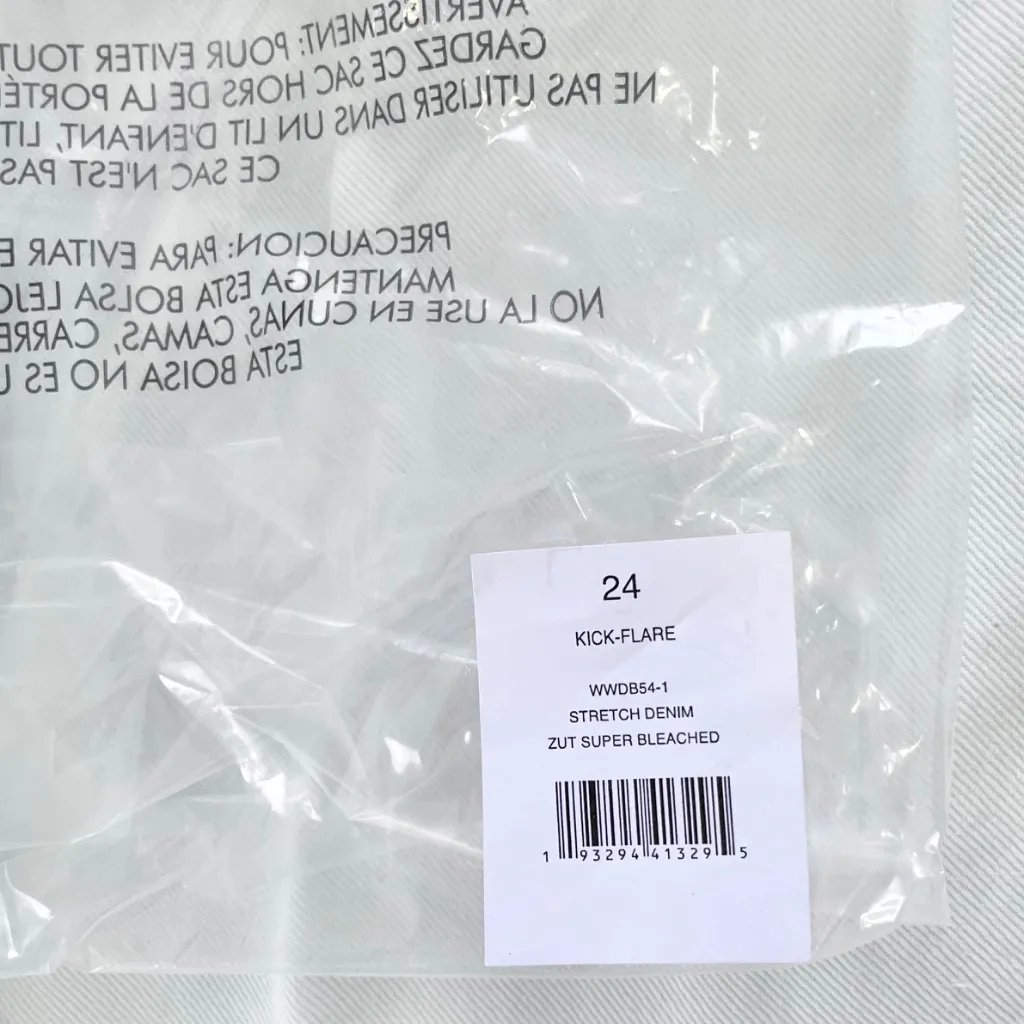 AVERTISSEMENT: POUR EVITER TOUT
GARDEZ CE SAC HORS DE LA PORTÉ
NE PAS UTILISER DANS UN LIT D'ENFANT, LIT
CE SAC N'EST PAS
PRECAUCION: PARA EVITAR E
MANTENGA ESTA BOLSA LEJO
NO LA USE EN CUNAS, CAMAS, CARRE
ESTA BOISA NO ES U
24
KICK-FLARE
WWDB54-1
STRETCH DENIM
ZUT SUPER BLEACHED
1 93294 41329 5